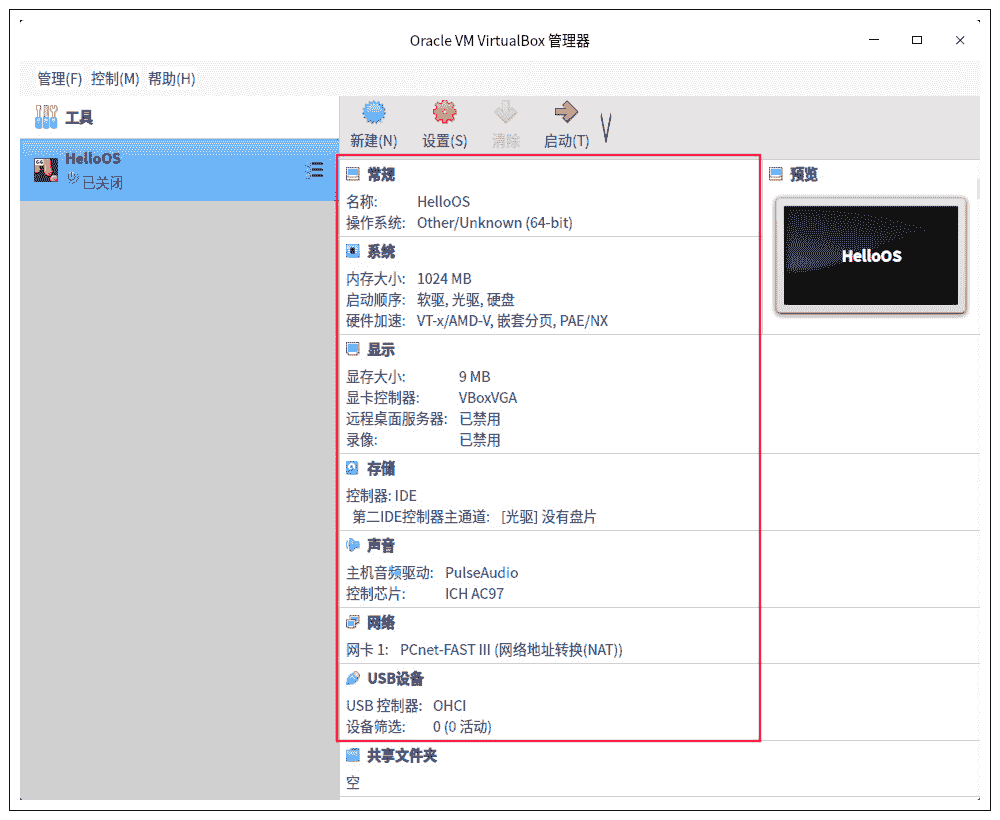 Oracle VM VirtualBox 管理器
管理(F) 控制(M) 帮助(H)
工具
新建(N) 设置(S) 清除 启动(T)
HelloOS
已关闭
常规
名称: HelloOS
操作系统: Other/Unknown (64-bit)
系统
内存大小: 1024 MB
启动顺序: 软驱, 光驱, 硬盘
硬件加速: VT-x/AMD-V, 嵌套分页, PAE/NX
显示
显存大小: 9 MB
显卡控制器: VBoxVGA
远程桌面服务器: 已禁用
录像: 已禁用
存储
控制器: IDE
第二IDE控制器主通道: [光驱] 没有盘片
声音
主机音频驱动: PulseAudio
控制芯片: ICH AC97
网络
网卡 1: PCnet-FAST III (网络地址转换(NAT))
USB设备
USB 控制器: OHCI
设备筛选: 0 (0 活动)
共享文件夹
空
预览
HelloOS